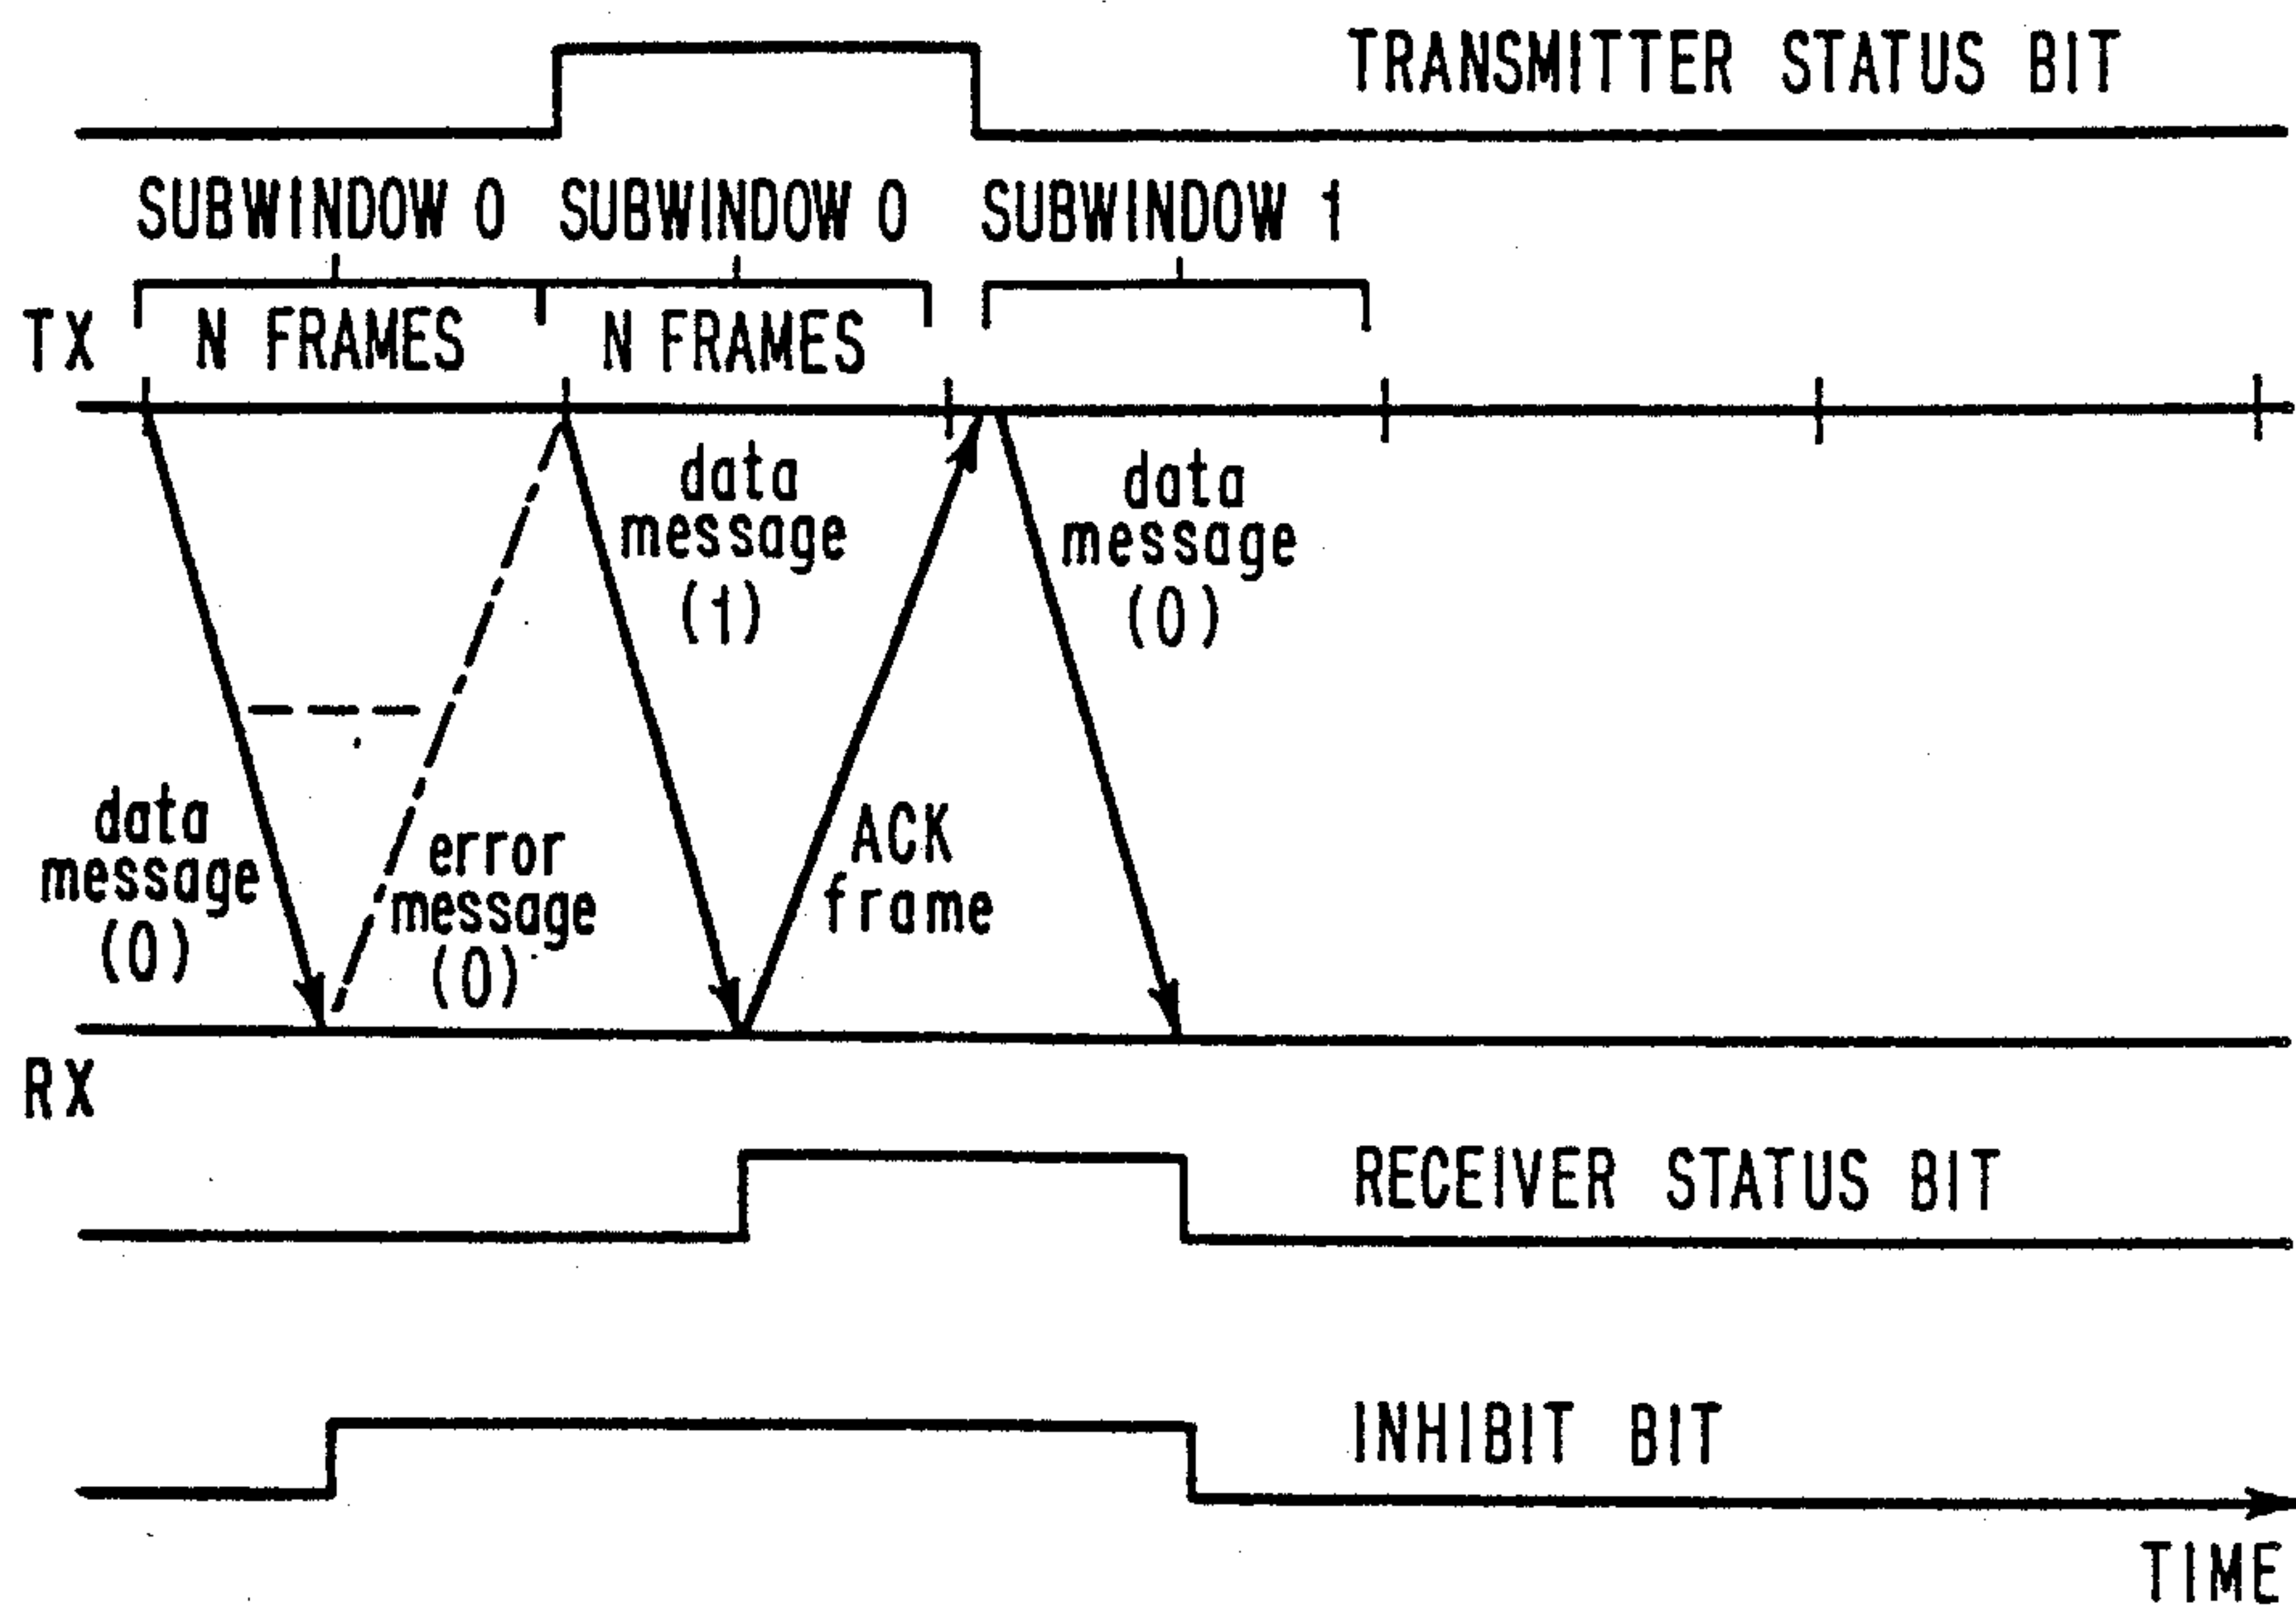 TRANSMITTER STATUS BIT
SUBWINDOW 0 SUBWINDOW 0 SUBWINDOW 1
TX N FRAMES N FRAMES
data
message
(1)
data
message
(0)
data
message
(0)
error
message
(0)
ACK
frame
RX
RECEIVER STATUS BIT
INHIBIT BIT
TIME